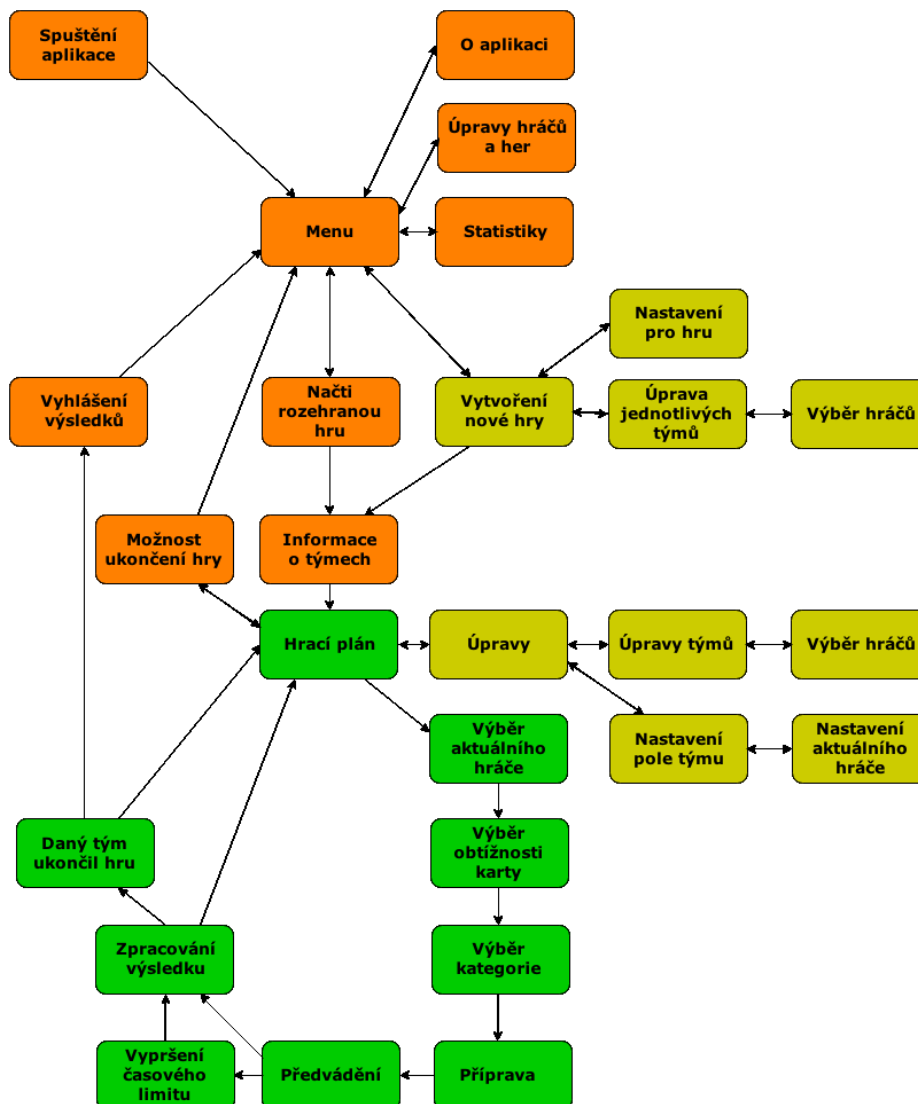 Spuštění
aplikace
O aplikaci
Úpravy hráčů
a her
Menu
Statistiky
Nastavení
pro hru
Vyhlášení
výsledků
Načti
rozehranou
hru
Vytvoření
nové hry
Úprava
jednotlivých
týmů
Výběr hráčů
Možnost
ukončení hry
Informace
o týmech
Hrací plán
Úpravy
Úpravy týmů
Výběr hráčů
Výběr
aktuálního
hráče
Nastavení
pole týmu
Nastavení
aktuálního
hráče
Daný tým
ukončil hru
Výběr
obtížnosti
karty
Zpracování
výsledku
Výběr
kategorie
Vypršení
časového
limitu
Předvádění
Příprava